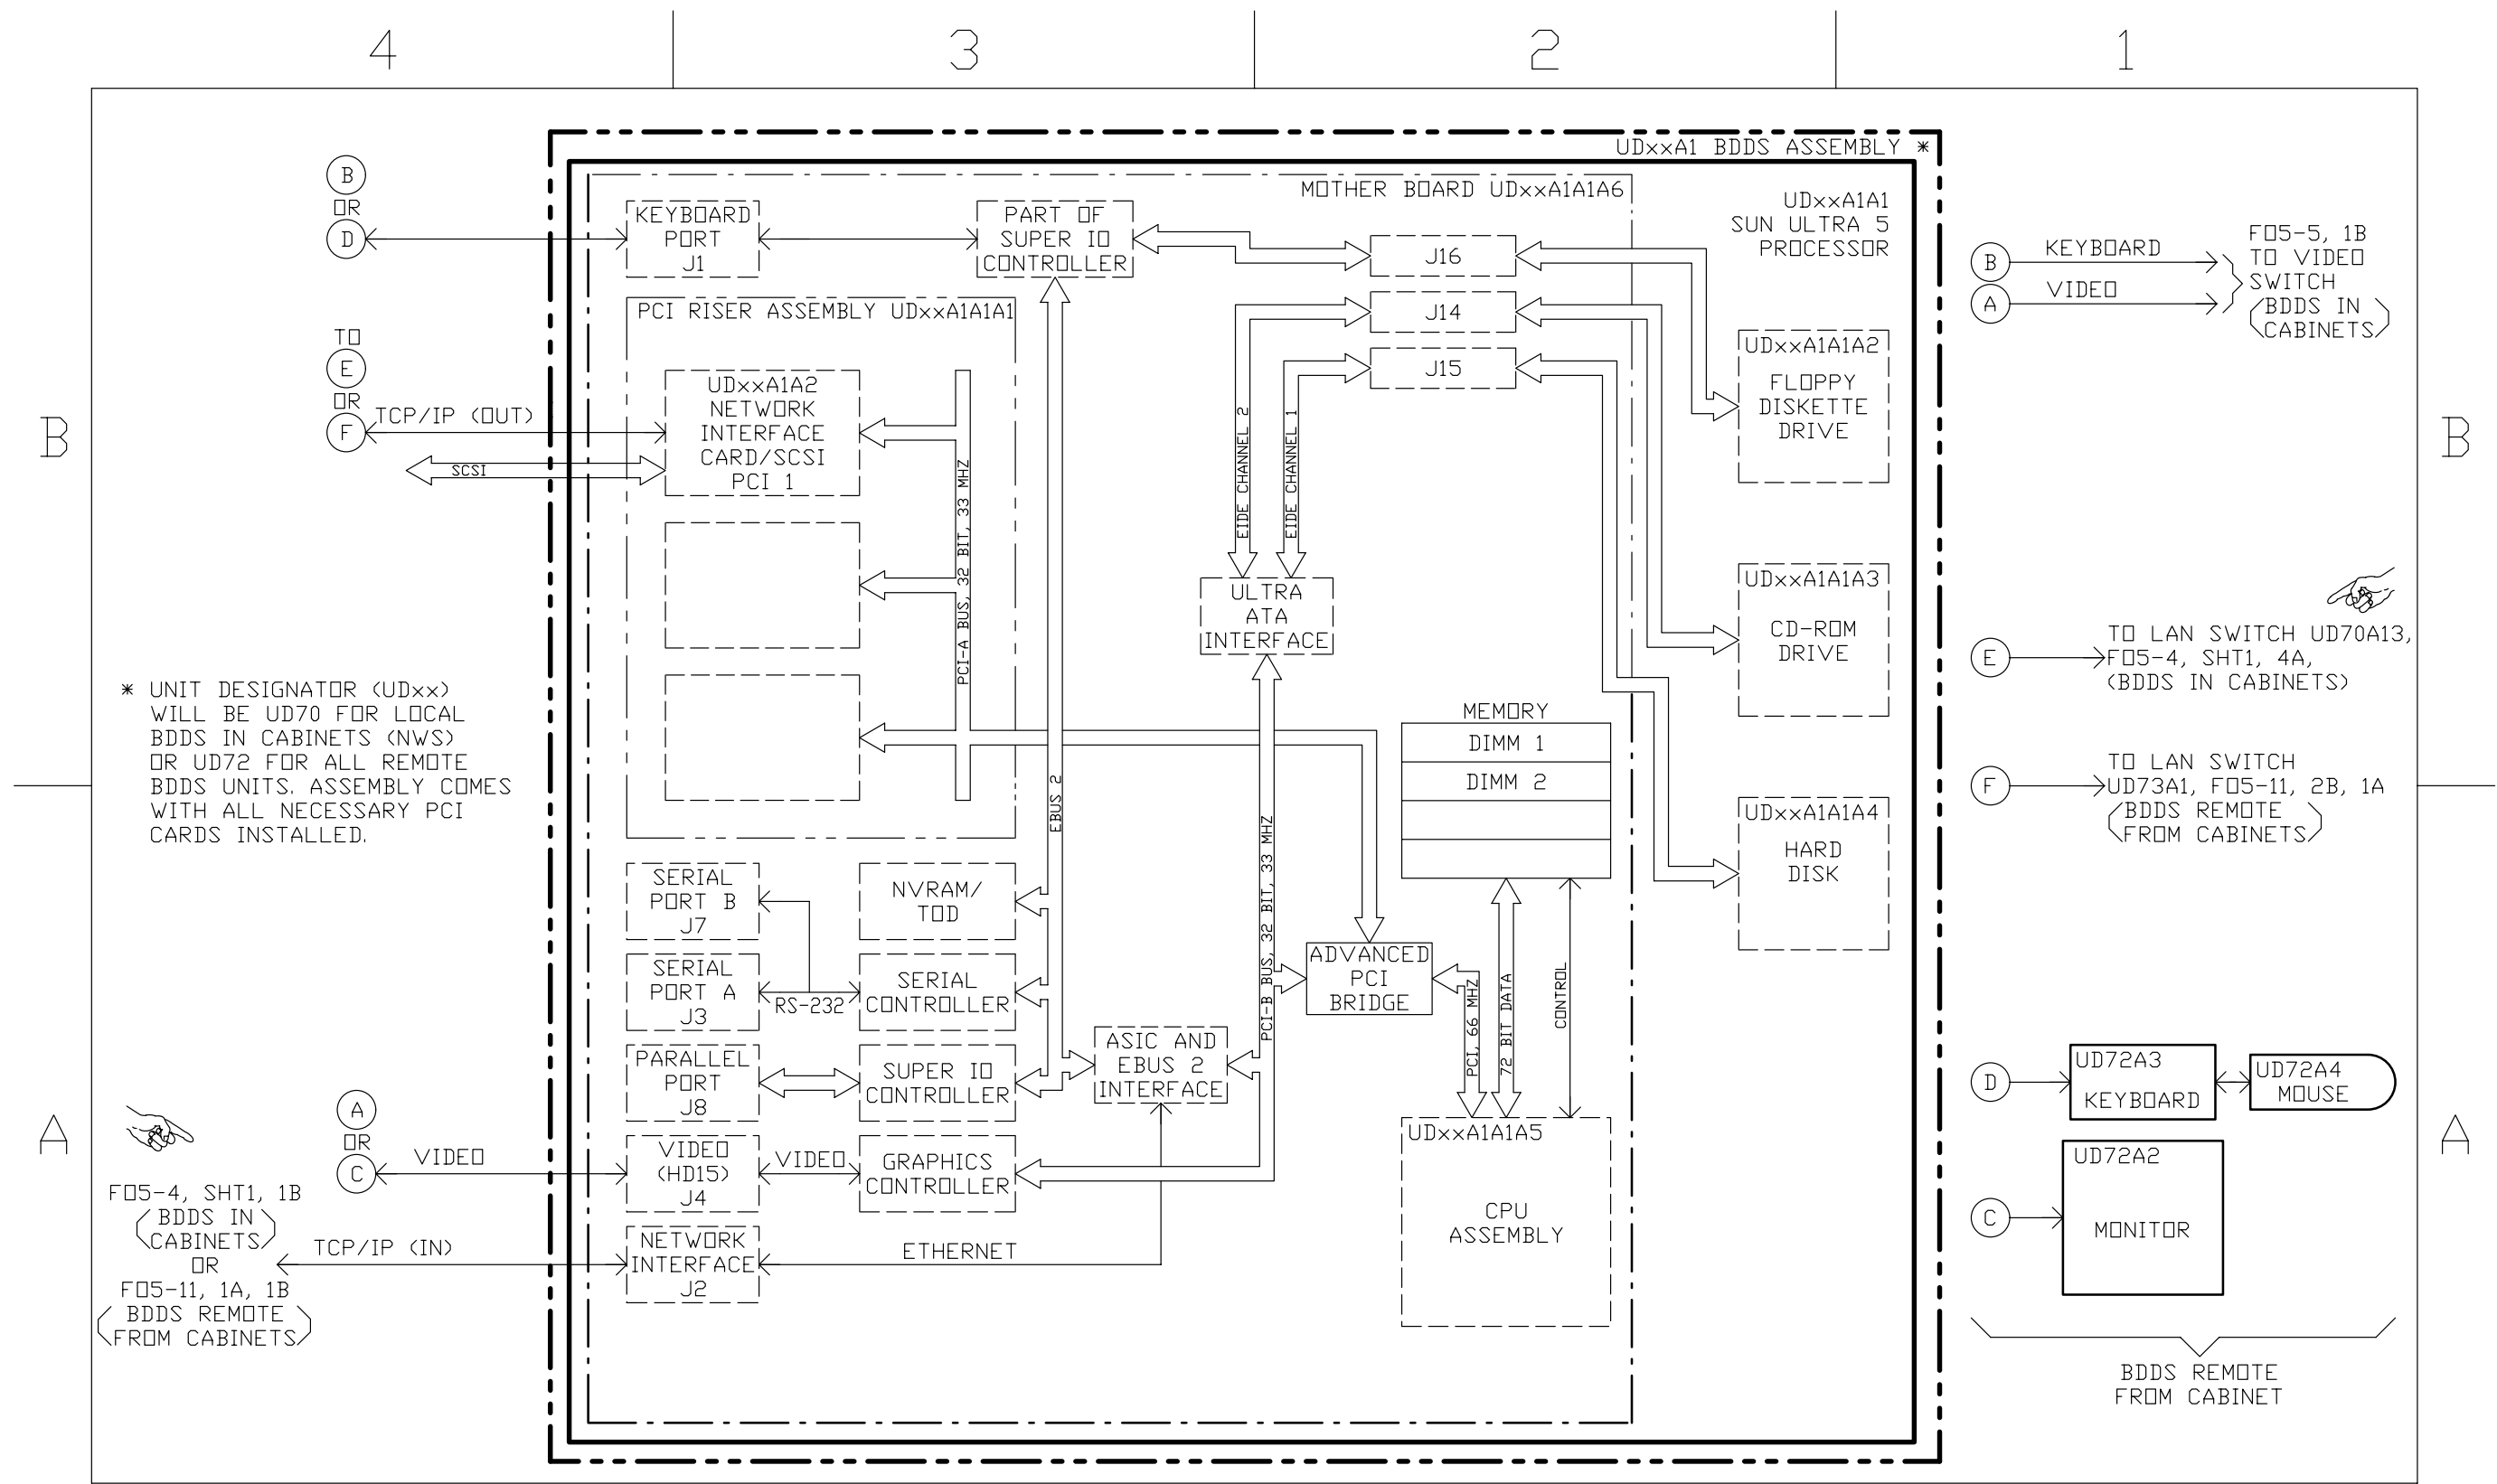 4
3
2
1
B
A
B
A
UDxxA1 BDDS ASSEMBLY *
MOTHER BOARD UDxxA1A1A6
UDxxA1A1
SUN ULTRA 5
PROCESSOR
B
OR
D
KEYBOARD
PORT
J1
PART OF
SUPER IO
CONTROLLER
J16
J14
J15
PCI RISER ASSEMBLY UDxxA1A1A1
TO
E
OR
F
TCP/IP (OUT)
SCSI
UDxxA1A2
NETWORK
INTERFACE
CARD/SCSI
PCI 1
PCI-A BUS, 32 BIT, 33 MHZ
EBUS 2
EIDE CHANNEL 2
EIDE CHANNEL 1
ULTRA
ATA
INTERFACE
UDxxA1A1A2
FLOPPY
DISKETTE
DRIVE
UDxxA1A1A3
CD-ROM
DRIVE
UDxxA1A1A4
HARD
DISK
MEMORY
DIMM 1
DIMM 2
* UNIT DESIGNATOR (UDxx)
WILL BE UD70 FOR LOCAL
BDDS IN CABINETS (NWS)
OR UD72 FOR ALL REMOTE
BDDS UNITS. ASSEMBLY COMES
WITH ALL NECESSARY PCI
CARDS INSTALLED.
SERIAL
PORT B
J7
NVRAM/
TOD
SERIAL
PORT A
J3
RS-232
SERIAL
CONTROLLER
PARALLEL
PORT
J8
SUPER IO
CONTROLLER
ASIC AND
EBUS 2
INTERFACE
PCI-B BUS, 32 BIT, 33 MHZ
ADVANCED
PCI
BRIDGE
PCI, 66 MHZ
72 BIT DATA
CONTROL
UDxxA1A1A5
CPU
ASSEMBLY
A
OR
C
VIDEO
VIDEO
(HD15)
J4
VIDEO
GRAPHICS
CONTROLLER
NETWORK
INTERFACE
J2
ETHERNET
TCP/IP (IN)
FO5-4, SHT1, 1B
(BDDS IN
CABINETS)
OR
FO5-11, 1A, 1B
(BDDS REMOTE
FROM CABINETS)
B
KEYBOARD
A
VIDEO
FO5-5, 1B
TO VIDEO
SWITCH
(BDDS IN
CABINETS)
E
TO LAN SWITCH UD70A13,
FO5-4, SHT1, 4A,
(BDDS IN CABINETS)
F
TO LAN SWITCH
UD73A1, FO5-11, 2B, 1A
(BDDS REMOTE
FROM CABINETS)
D
UD72A3
KEYBOARD
UD72A4
MOUSE
C
UD72A2
MONITOR
BDDS REMOTE
FROM CABINET